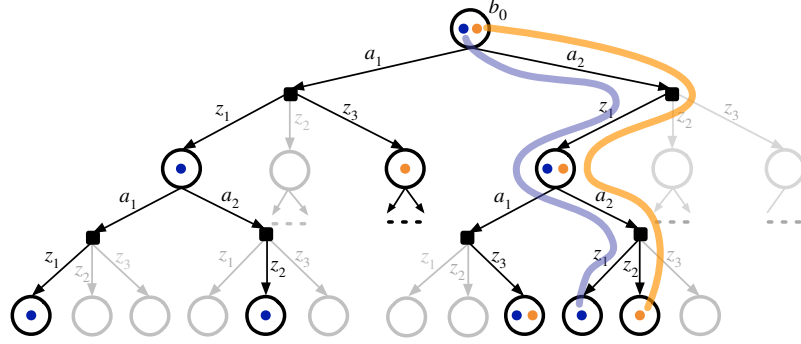 b₀
a₁ a₂
z₁ z₂ z₃ z₁ z₂ z₃
a₁ a₂ a₁ a₂
z₁ z₂ z₃ z₁ z₂ z₃ z₁ z₂ z₃ z₁ z₂ z₃